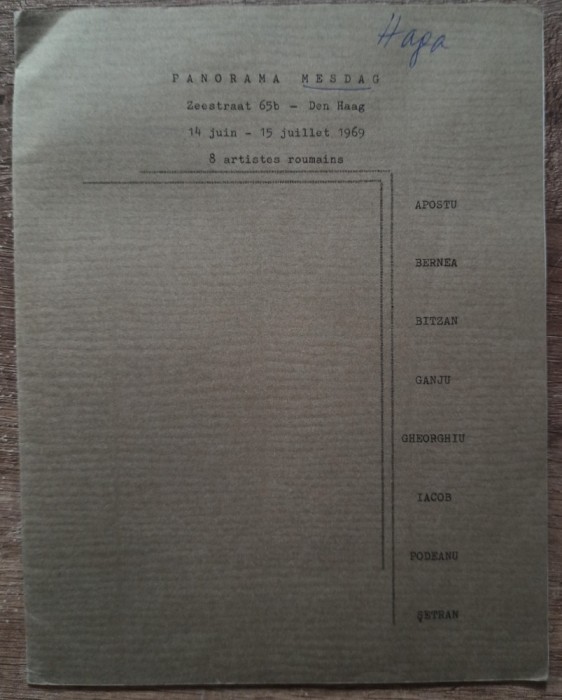 Haga
PANORAMA MESDAG
Zeestraat 65b - Den Haag
14 juin - 15 juillet 1969
8 artistes roumains
APOSTU
BERNEA
BITZAN
GANJU
GHEORGHIU
IACOB
PODEANU
ŞETRAN